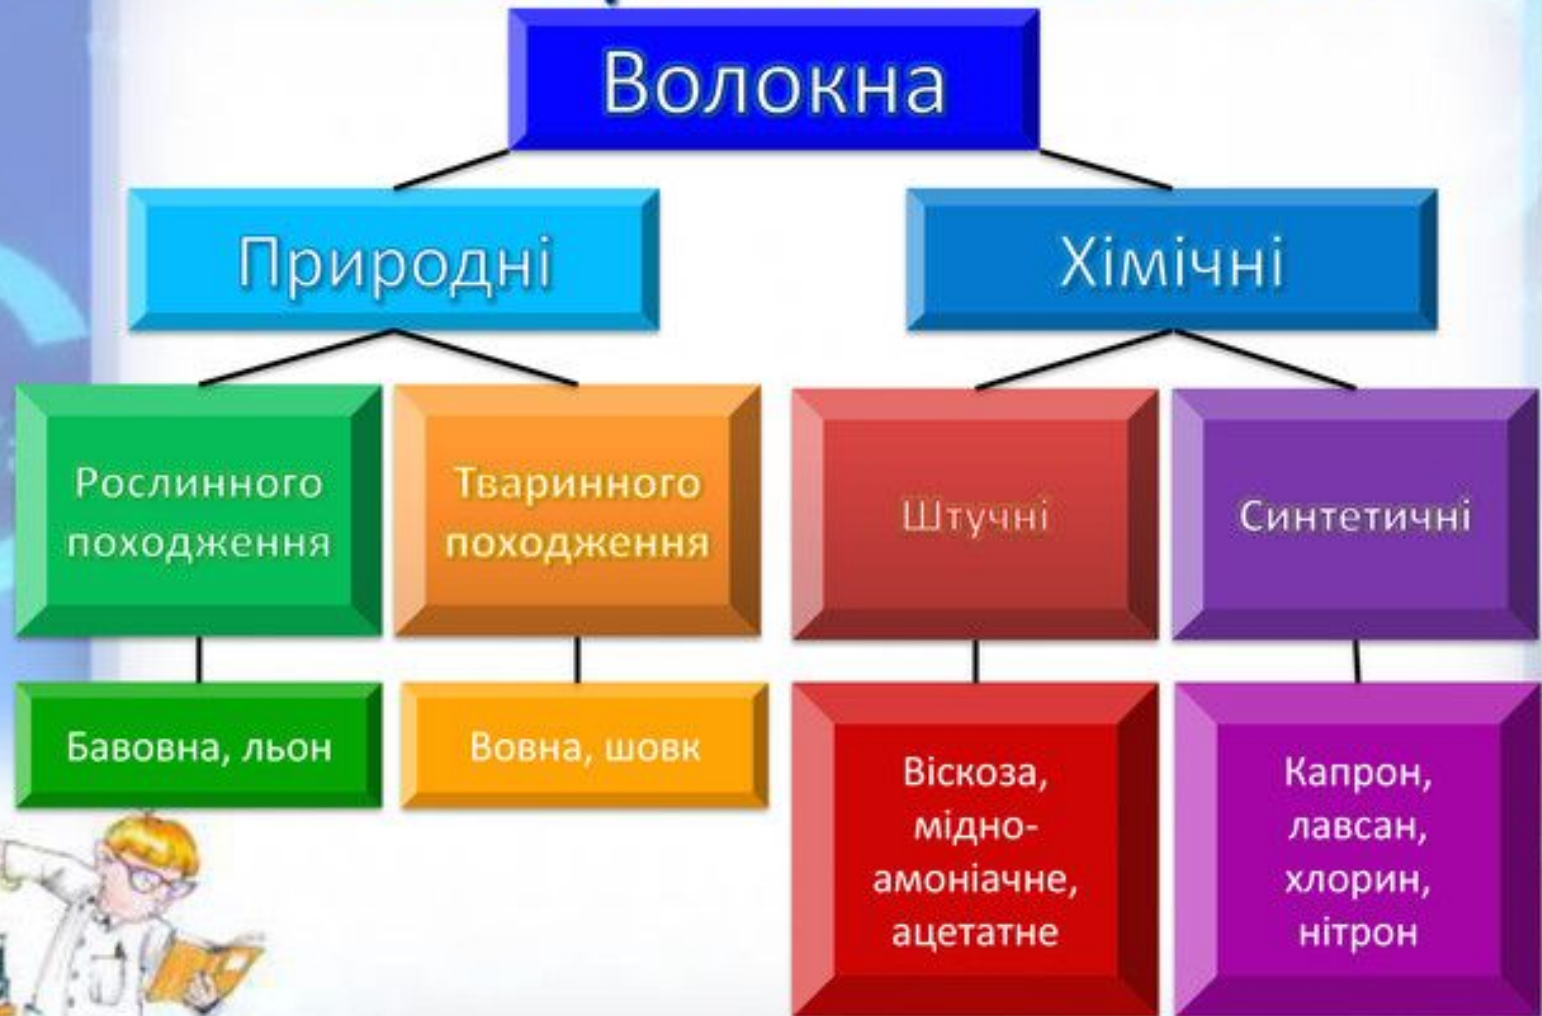 Волокна
Природні
Хімічні
Рослинного
походження
Тваринного
походження
Штучні
Синтетичні
Бавовна, льон
Вовна, шовк
Віскоза,
мідно-
амоніачне,
ацетатне
Капрон,
лавсан,
хлорин,
нітрон